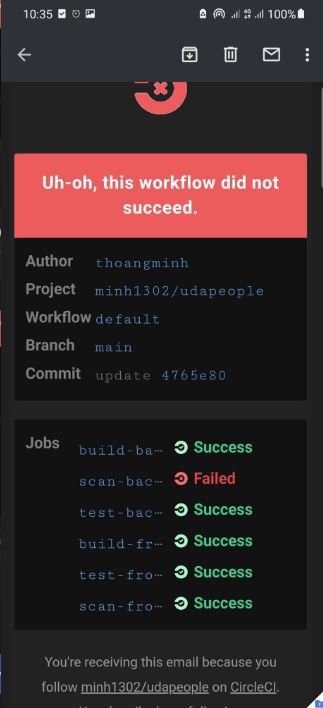 10:35 100%
Uh-oh, this workflow did not
succeed.
Author thoangminh
Project minh1302/udapeople
Workflow default
Branch main
Commit update 4765e80
Jobs build-ba··· Success
scan-bac··· Failed
test-bac··· Success
build-fr··· Success
test-fro··· Success
scan-fro··· Success
You're receiving this email because you
follow minh1302/udapeople on CircleCI.